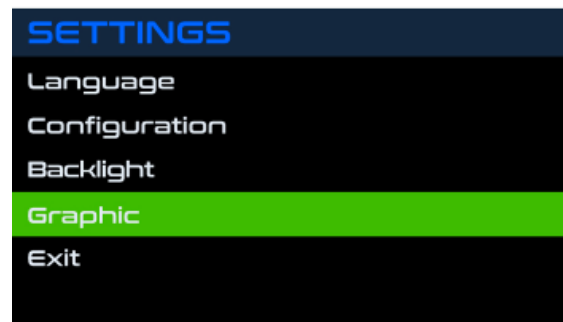 SETTINGS
Language
Configuration
Backlight
Graphic
Exit